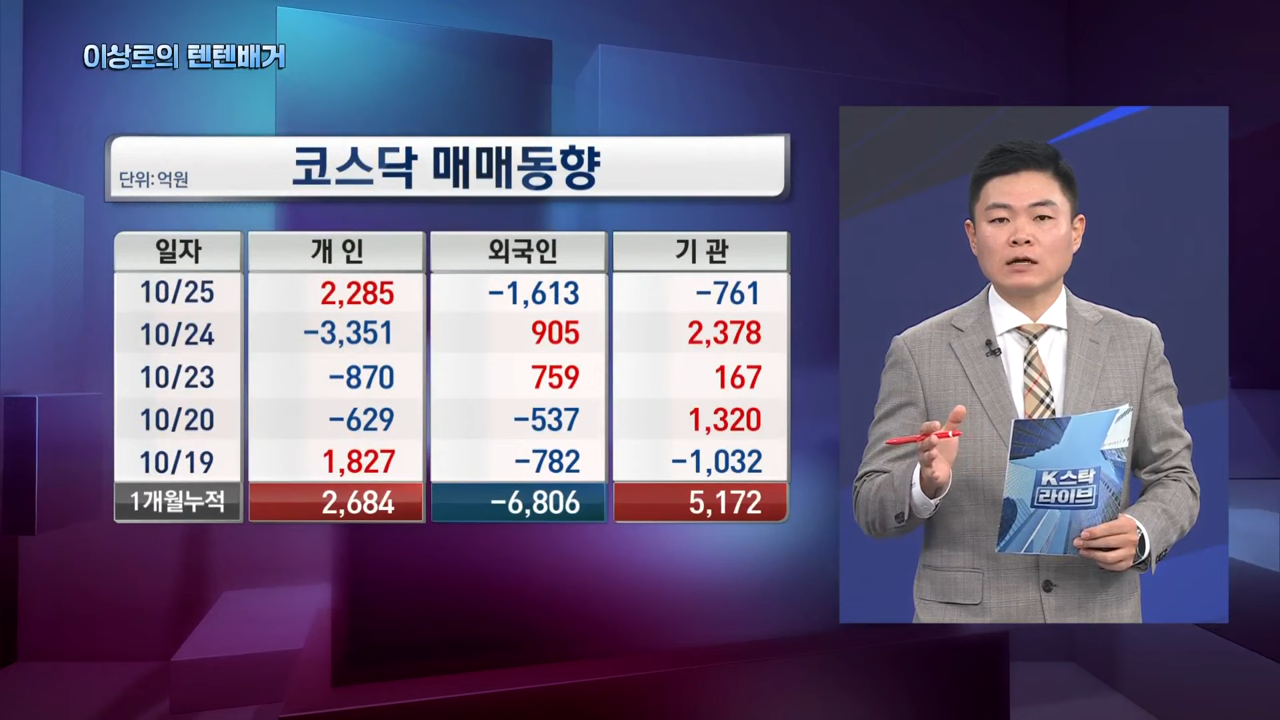 이상로의 텐텐배거
코스닥 매매동향
단위:억원
일자 개인 외국인 기관
10/25 2,285 -1,613 -761
10/24 -3,351 905 2,378
10/23 -870 759 167
10/20 -629 -537 1,320
10/19 1,827 -782 -1,032
1개월누적 2,684 -6,806 5,172
K스탁
라이브